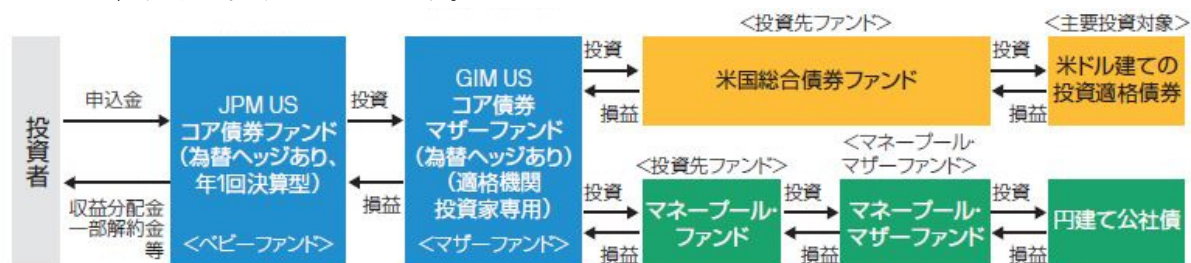 <投資先ファンド>
<主要投資対象>
投資者
申込金
収益分配金
一部解約金
等
JPM US
コア債券ファンド
(為替ヘッジあり、
年1回決算型)
<ベビーファンド>
投資
損益
GIM US
コア債券
マザーファンド
(為替ヘッジあり)
(適格機関
投資家専用)
<マザーファンド>
投資
損益
米国総合債券ファンド
投資
損益
米ドル建ての
投資適格債券
<投資先ファンド>
<マネープール・
マザーファンド>
投資
損益
マネープール・
ファンド
投資
損益
マネープール・
マザーファンド
投資
損益
円建て公社債